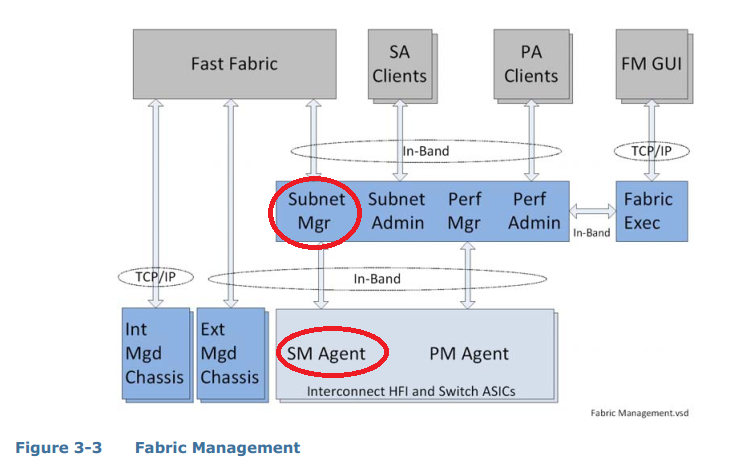 Fast Fabric
SA
Clients
PA
Clients
FM GUI
In-Band
TCP/IP
Subnet
Mgr
Subnet
Admin
Perf
Mgr
Perf
Admin
Fabric
Exec
In-Band
TCP/IP
In-Band
Int
Mgd
Chassis
Ext
Mgd
Chassis
SM Agent
PM Agent
Interconnect HFI and Switch ASICs
Fabric Management.vsd
Figure 3-3 Fabric Management